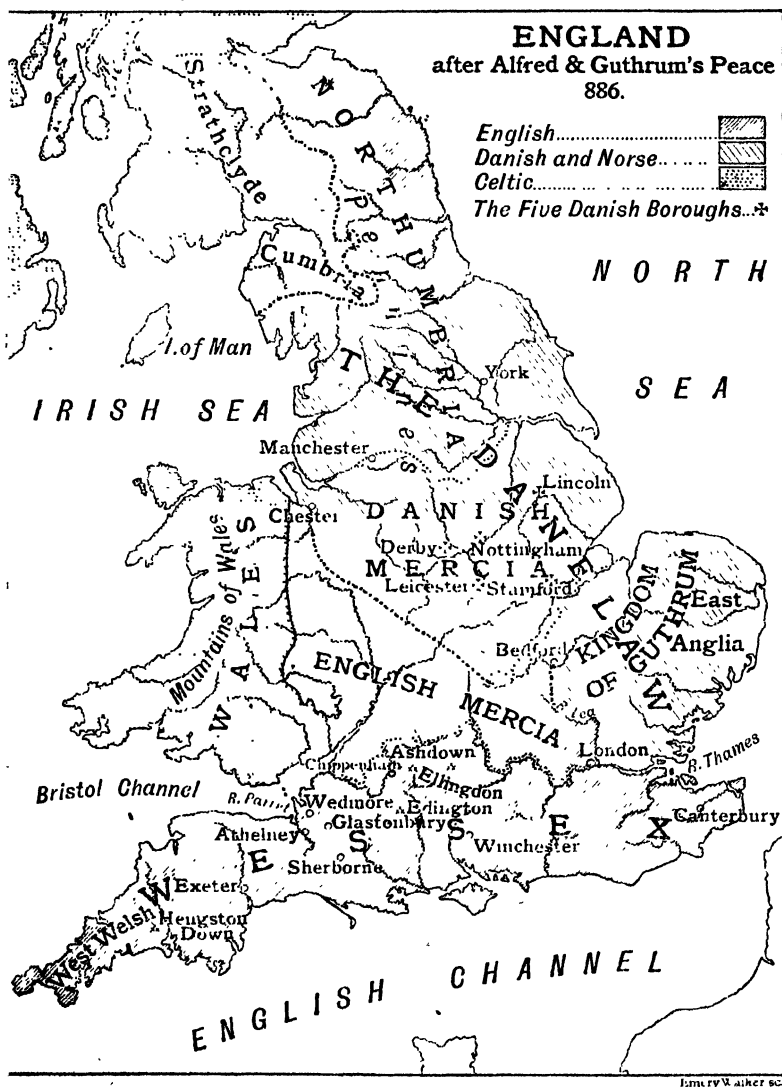 ENGLAND
after Alfred & Guthrum's Peace
886.
English
Danish and Norse
Celtic
The Five Danish Boroughs
Strathclyde
NORTHUMBRIA
Pennines
Cumbria
NORTH
SEA
I. of Man
IRISH SEA
THE DANELAW
York
Manchester
Lincoln
Chester
DANISH
MERCIA
Derby
Nottingham
Leicester
Stamford
Mountains of Wales
WALES
KINGDOM
OF GUTHRUM
East
Anglia
Bedford
ENGLISH MERCIA
R. Lea
London
R. Thames
Ashdown
Chippenham
Ellingdon
Bristol Channel
R. Parret
Wedmore
Edington
Glastonbury
Canterbury
Athelney
WESSEX
Winchester
Sherborne
Exeter
West Welsh
Hengston
Down
ENGLISH CHANNEL
Emery Walker sc.